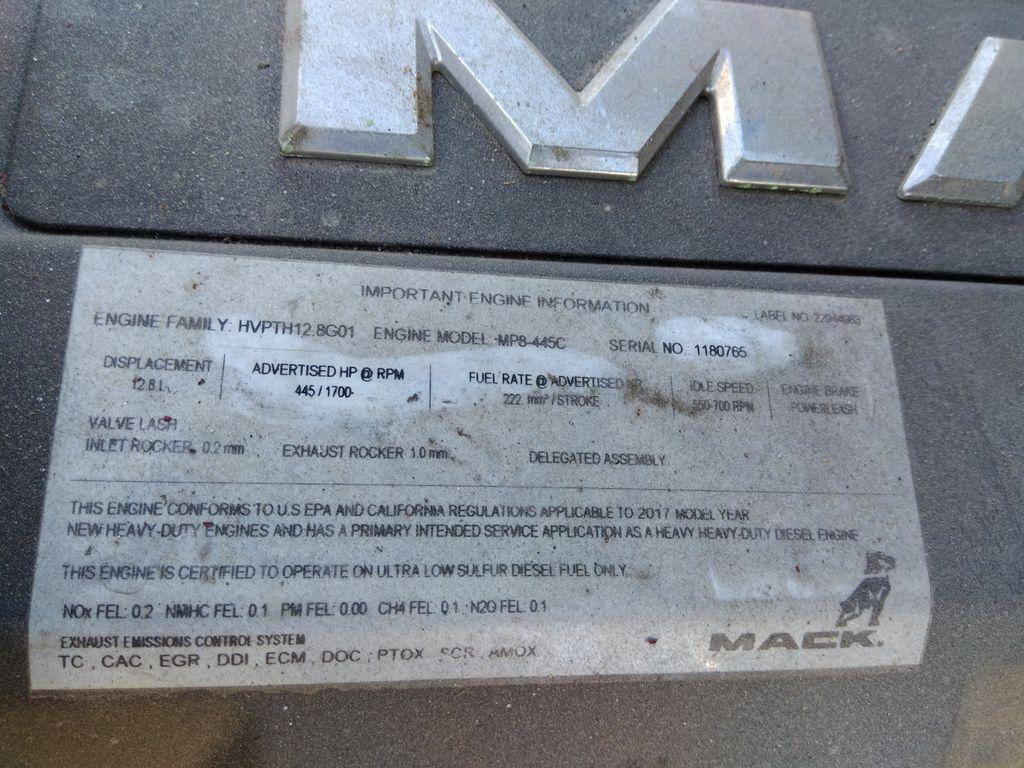 M
IMPORTANT ENGINE INFORMATION
LABEL NO. 22944983
ENGINE FAMILY: HVPTH12.8G01 ENGINE MODEL MP8-445C SERIAL NO. 1180765
DISPLACEMENT ADVERTISED HP @ RPM FUEL RATE @ ADVERTISED IDLE SPEED ENGINE BRAKE
12.8 L 445 / 1700 222 mm³ / STROKE 550-700 RPM POWERLEASH
VALVE LASH
INLET ROCKER 0.2 mm EXHAUST ROCKER 1.0 mm DELEGATED ASSEMBLY
THIS ENGINE CONFORMS TO U.S EPA AND CALIFORNIA REGULATIONS APPLICABLE TO 2017 MODEL YEAR
NEW HEAVY-DUTY ENGINES AND HAS A PRIMARY INTENDED SERVICE APPLICATION AS A HEAVY HEAVY-DUTY DIESEL ENGINE
THIS ENGINE IS CERTIFIED TO OPERATE ON ULTRA LOW SULFUR DIESEL FUEL ONLY.
NOx FEL: 0.2 NMHC FEL: 0.1 PM FEL: 0.00 CH4 FEL: 0.1 N2O FEL: 0.1
EXHAUST EMISSIONS CONTROL SYSTEM
TC , CAC , EGR , DDI , ECM , DOC , PTOX , SCR , AMOX
MACK.